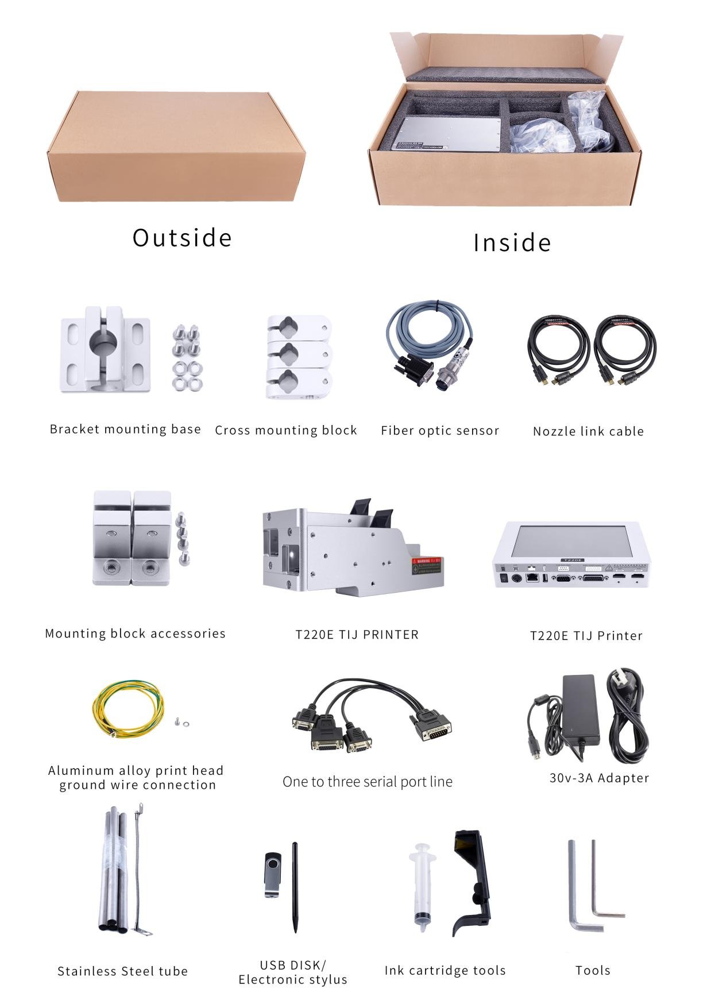 Outside
Inside
Bracket mounting base
Cross mounting block
Fiber optic sensor
Nozzle link cable
WARNING
T220E
Mounting block accessories
T220E TIJ PRINTER
T220E TIJ Printer
Aluminum alloy print head
ground wire connection
One to three serial port line
30v-3A Adapter
Stainless Steel tube
USB DISK/
Electronic stylus
Ink cartridge tools
Tools